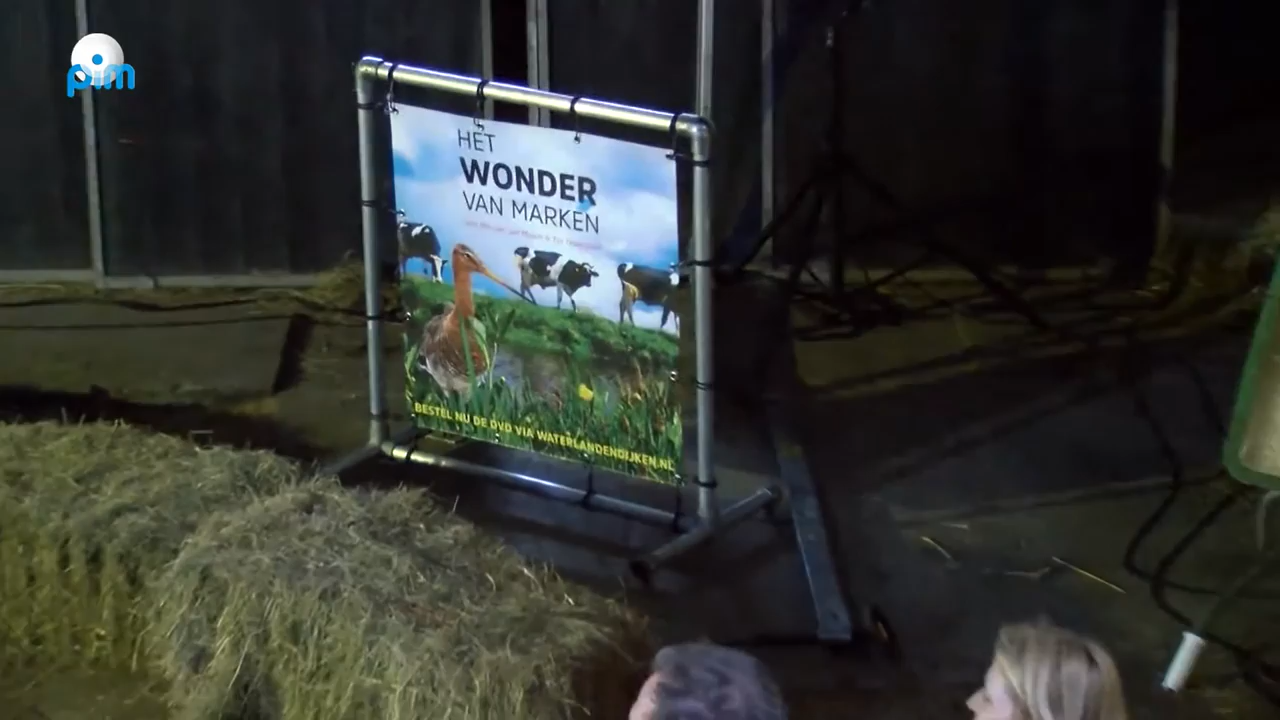 pim
HET
WONDER
VAN MARKEN
BESTEL NU DE DVD VIA WATERLANDENDIJKEN.NL